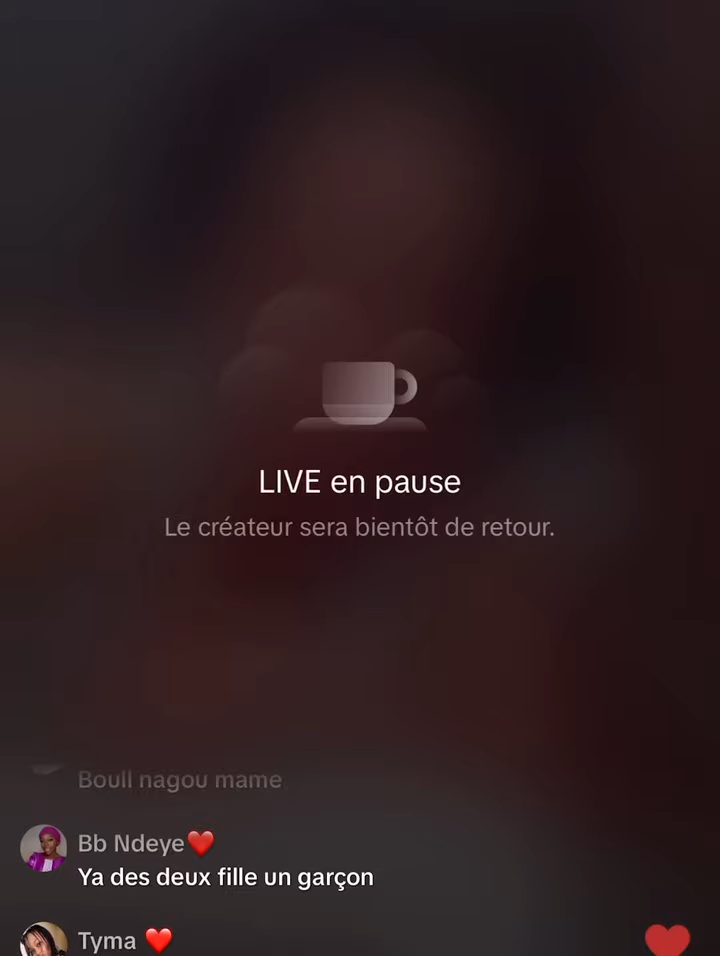 LIVE en pause
Le créateur sera bientôt de retour.
Boull nagou mame
Bb Ndeye❤️
Ya des deux fille un garçon
Tyma ❤️